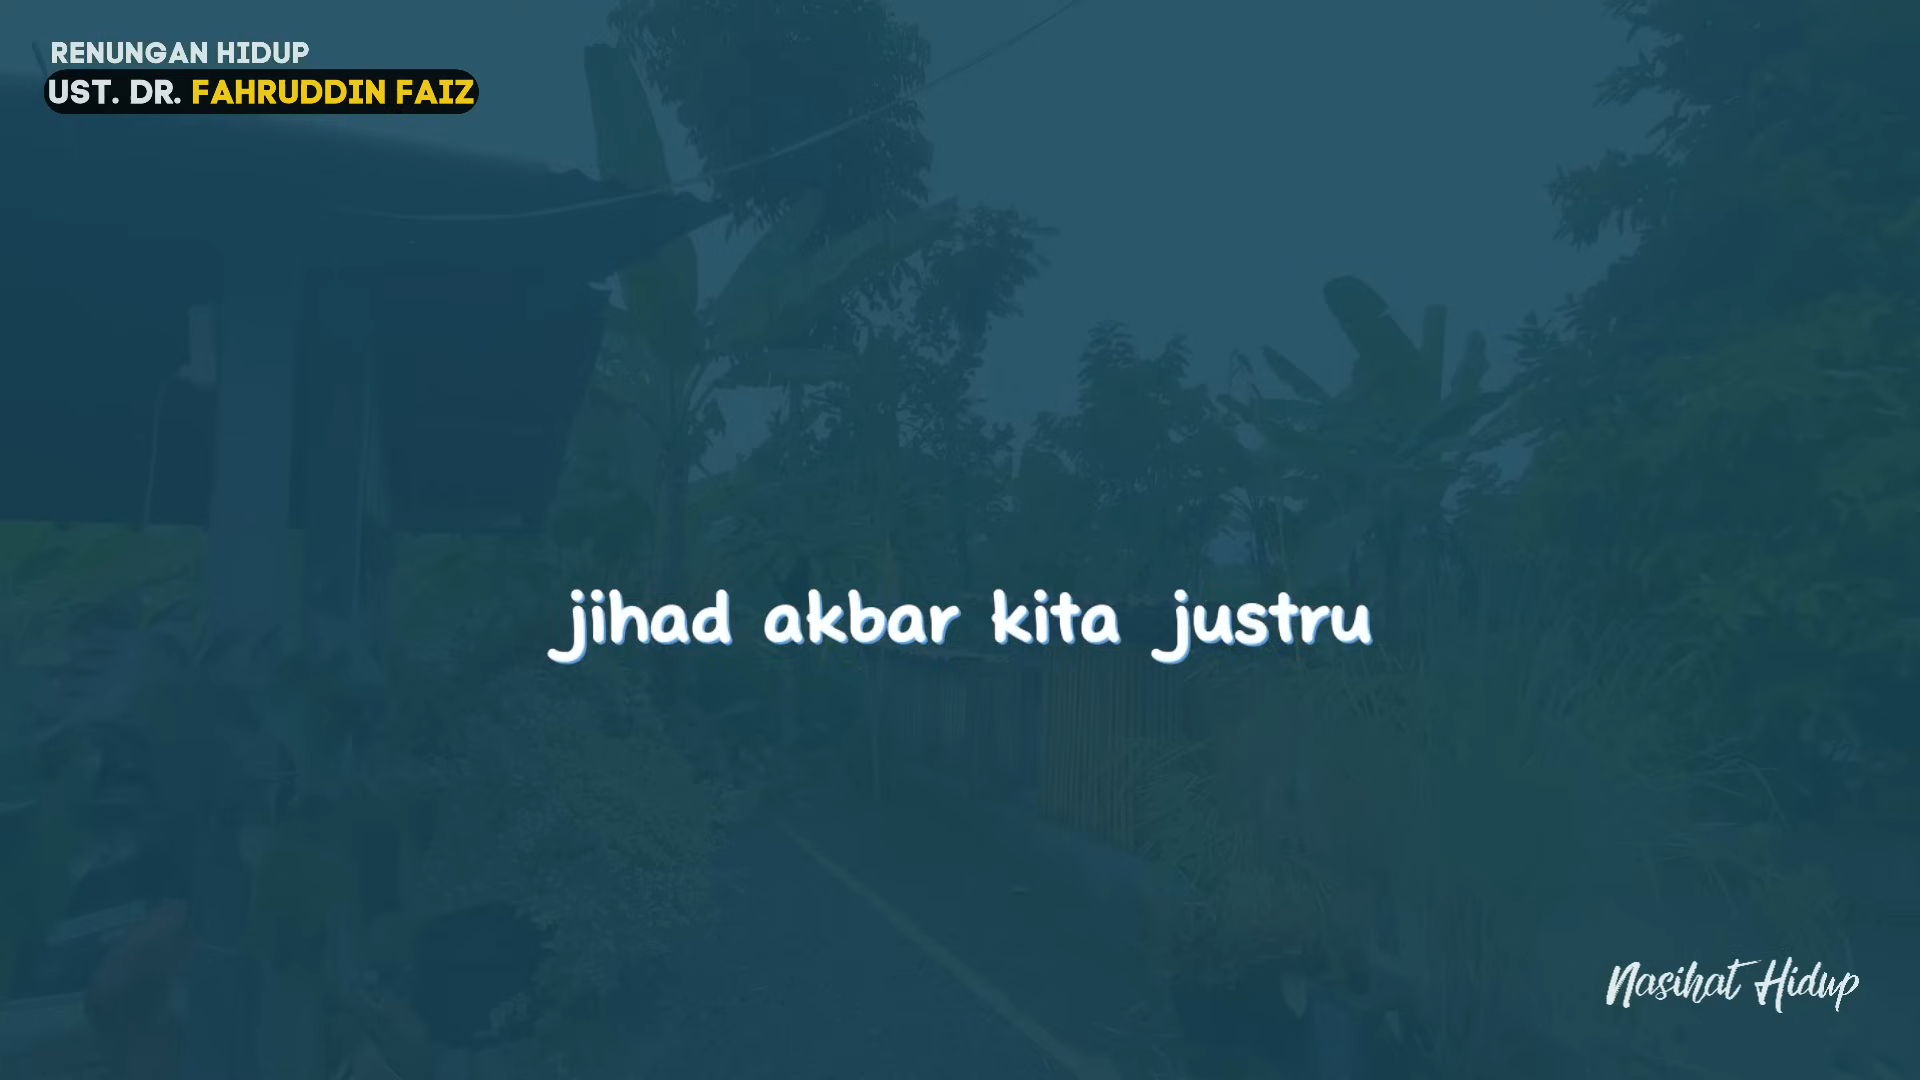 RENUNGAN HIDUP
UST. DR. FAHRUDDIN FAIZ
jihad akbar kita justru
Nasihat Hidup